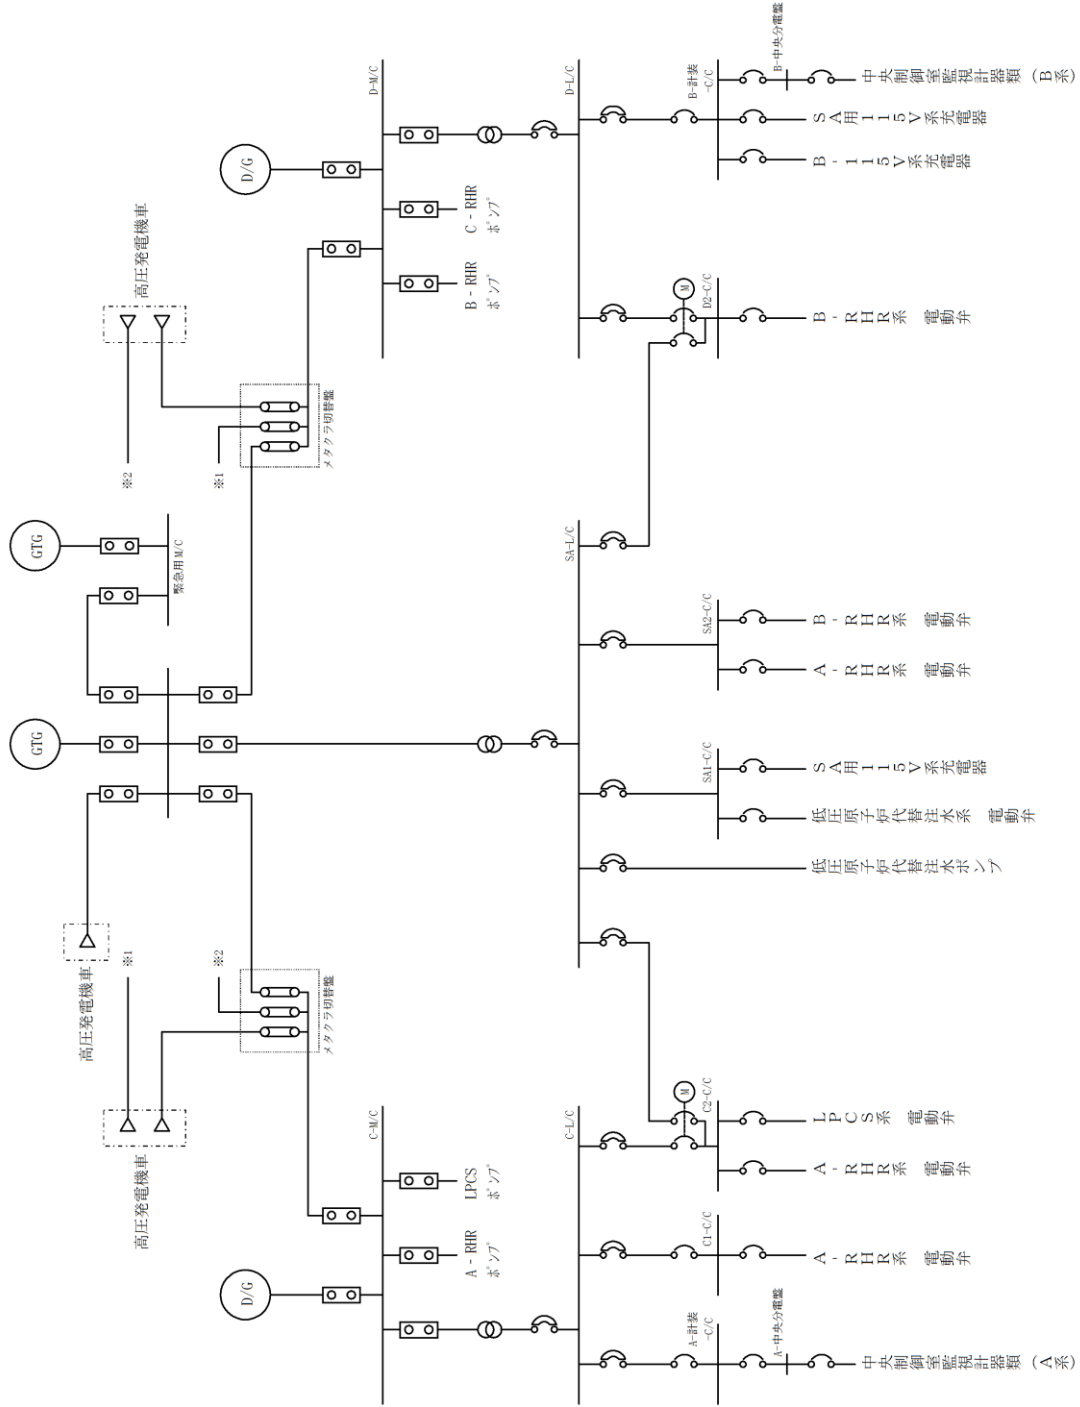 高圧発電機車
高圧発電機車
※1
※2
D/G
メタクラ切替盤
C-M/C
A - RHR
ポンプ
LPCS
ポンプ
C-L/C
A-計装
-C/C
A-中央分電盤
中央制御室監視計器類 (A系)
C1-C/C
A - RHR系 電動弁
M
C2-C/C
A - RHR系 電動弁
LPCS系 電動弁
GTG
GTG
緊急用M/C
SA-L/C
低圧原子炉代替注水ポンプ
SA1-C/C
低圧原子炉代替注水系 電動弁
SA用115V系充電器
SA2-C/C
A - RHR系 電動弁
B - RHR系 電動弁
高圧発電機車
※2
※1
メタクラ切替盤
D/G
D-M/C
B - RHR
ポンプ
C - RHR
ポンプ
D-L/C
M
D2-C/C
B - RHR系 電動弁
B-計装
-C/C
B - 115V系充電器
SA用115V系充電器
B-中央分電盤
中央制御室監視計器類 (B系)